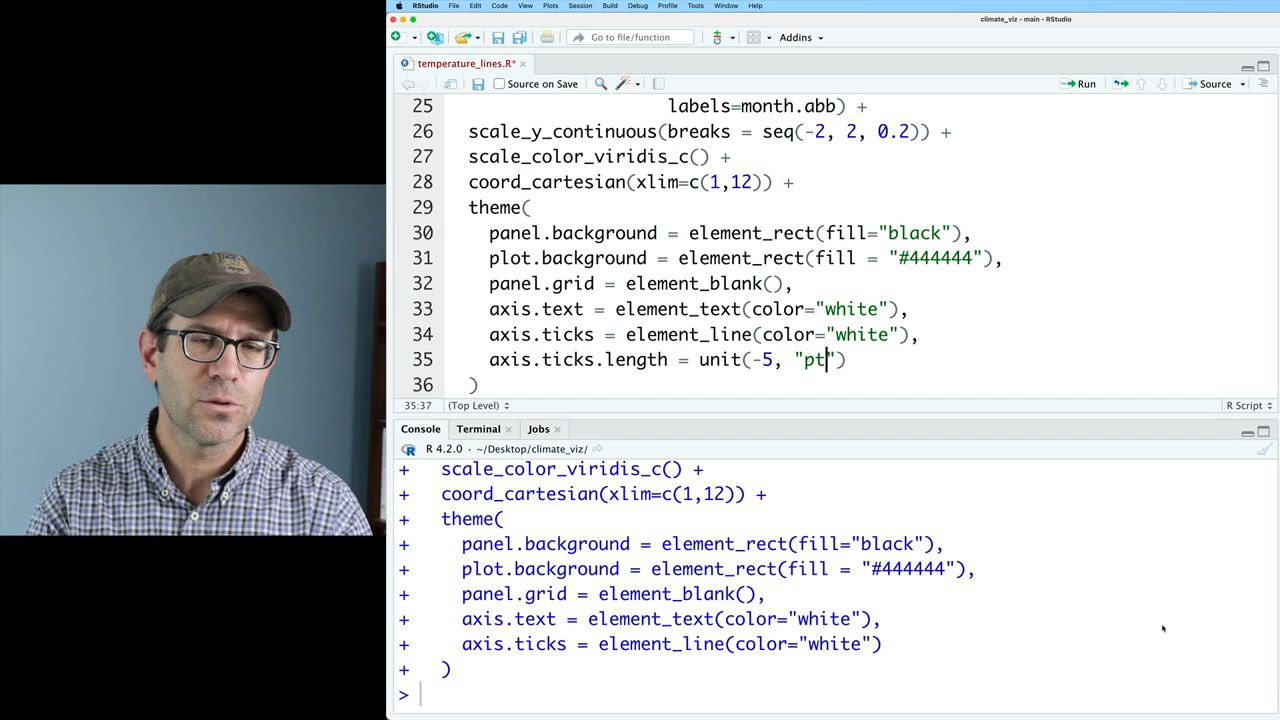 RStudio File Edit Code View Plots Session Build Debug Profile Tools Window Help
climate_viz - main - RStudio
Go to file/function Addins
temperature_lines.R*
Source on Save Run Source
25 labels=month.abb) +
26 scale_y_continuous(breaks = seq(-2, 2, 0.2)) +
27 scale_color_viridis_c() +
28 coord_cartesian(xlim=c(1,12)) +
29 theme(
30 panel.background = element_rect(fill="black"),
31 plot.background = element_rect(fill = "#444444"),
32 panel.grid = element_blank(),
33 axis.text = element_text(color="white"),
34 axis.ticks = element_line(color="white"),
35 axis.ticks.length = unit(-5, "pt")
36 )
35:37 (Top Level) R Script
Console Terminal Jobs
R 4.2.0 · ~/Desktop/climate_viz/
+ scale_color_viridis_c() +
+ coord_cartesian(xlim=c(1,12)) +
+ theme(
+ panel.background = element_rect(fill="black"),
+ plot.background = element_rect(fill = "#444444"),
+ panel.grid = element_blank(),
+ axis.text = element_text(color="white"),
+ axis.ticks = element_line(color="white")
+ )
>